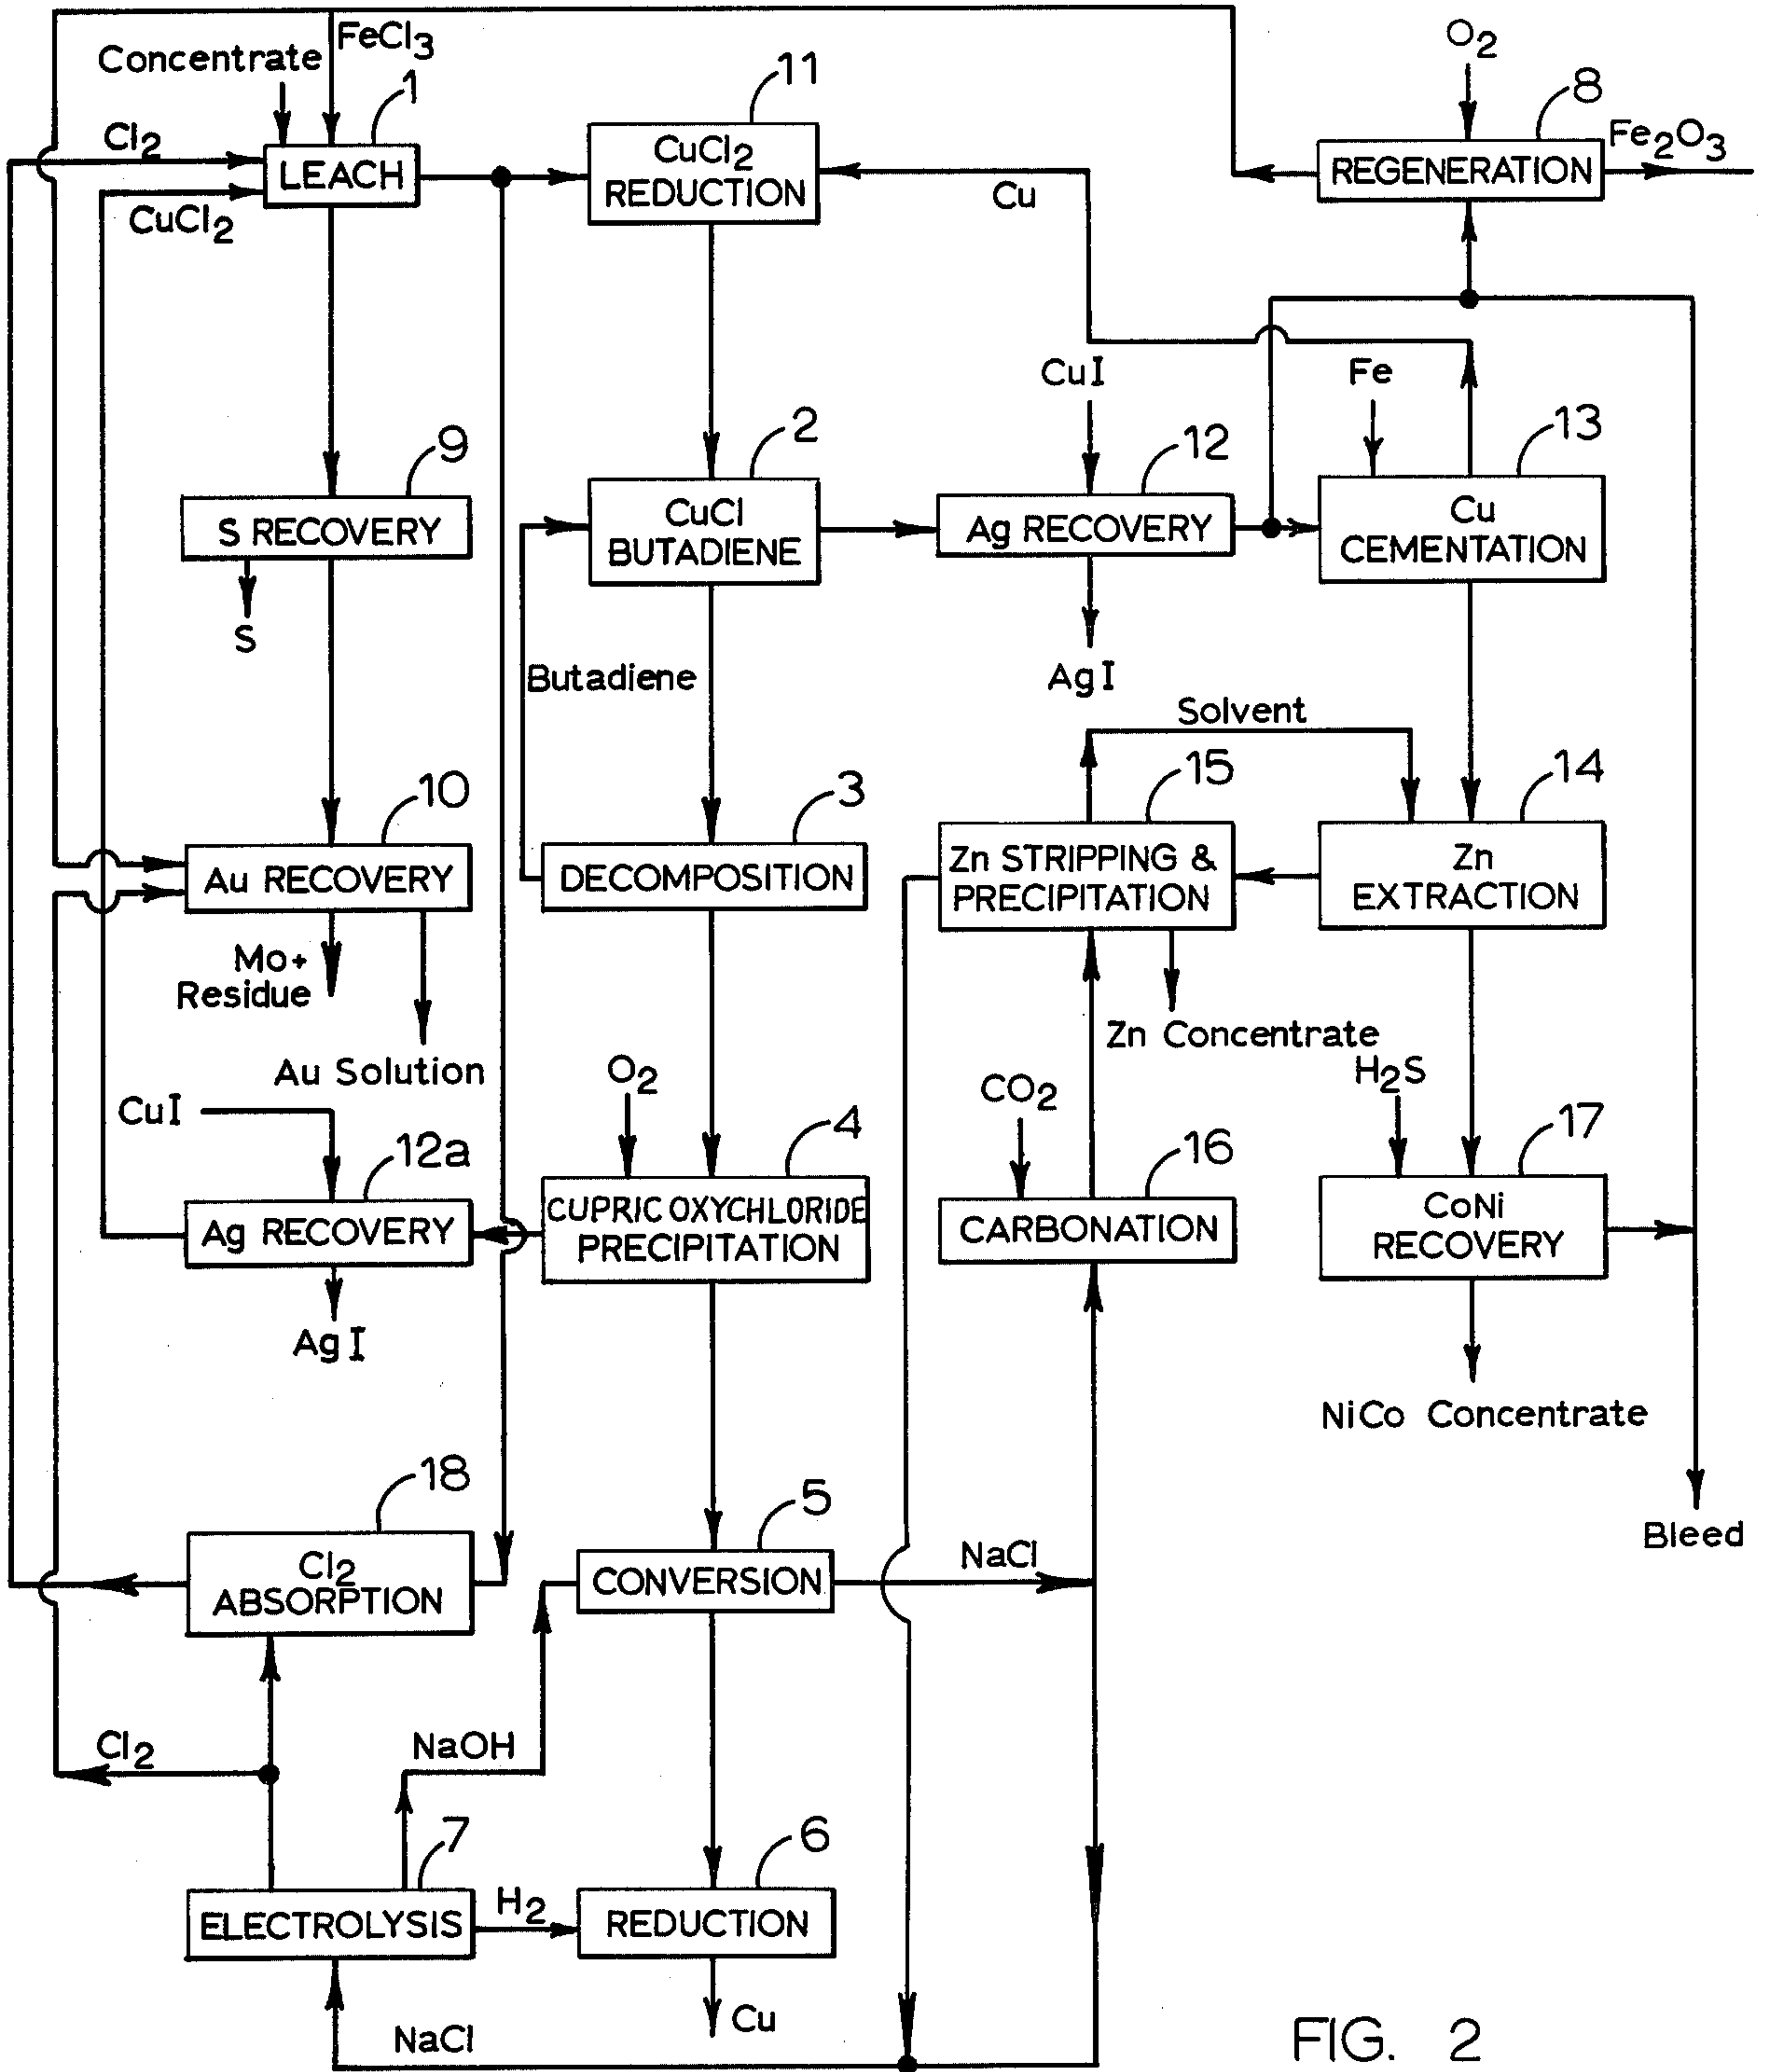 FeCl3
O2
Concentrate
1
11
8
Cl2
LEACH
CuCl2
REDUCTION
REGENERATION
Fe2O3
CuCl2
Cu
CuI
Fe
9
2
12
13
S RECOVERY
CuCl
BUTADIENE
Ag RECOVERY
Cu
CEMENTATION
S
Butadiene
AgI
Solvent
10
3
15
14
Au RECOVERY
DECOMPOSITION
Zn STRIPPING &
PRECIPITATION
Zn
EXTRACTION
Mo+
Residue
Au Solution
Zn Concentrate
O2
CO2
H2S
CuI
12a
4
16
17
Ag RECOVERY
CUPRIC OXYCHLORIDE
PRECIPITATION
CARBONATION
CoNi
RECOVERY
AgI
NiCo Concentrate
18
5
Bleed
Cl2
ABSORPTION
CONVERSION
NaCl
Cl2
NaOH
7
6
ELECTROLYSIS
H2
REDUCTION
Cu
NaCl
FIG. 2